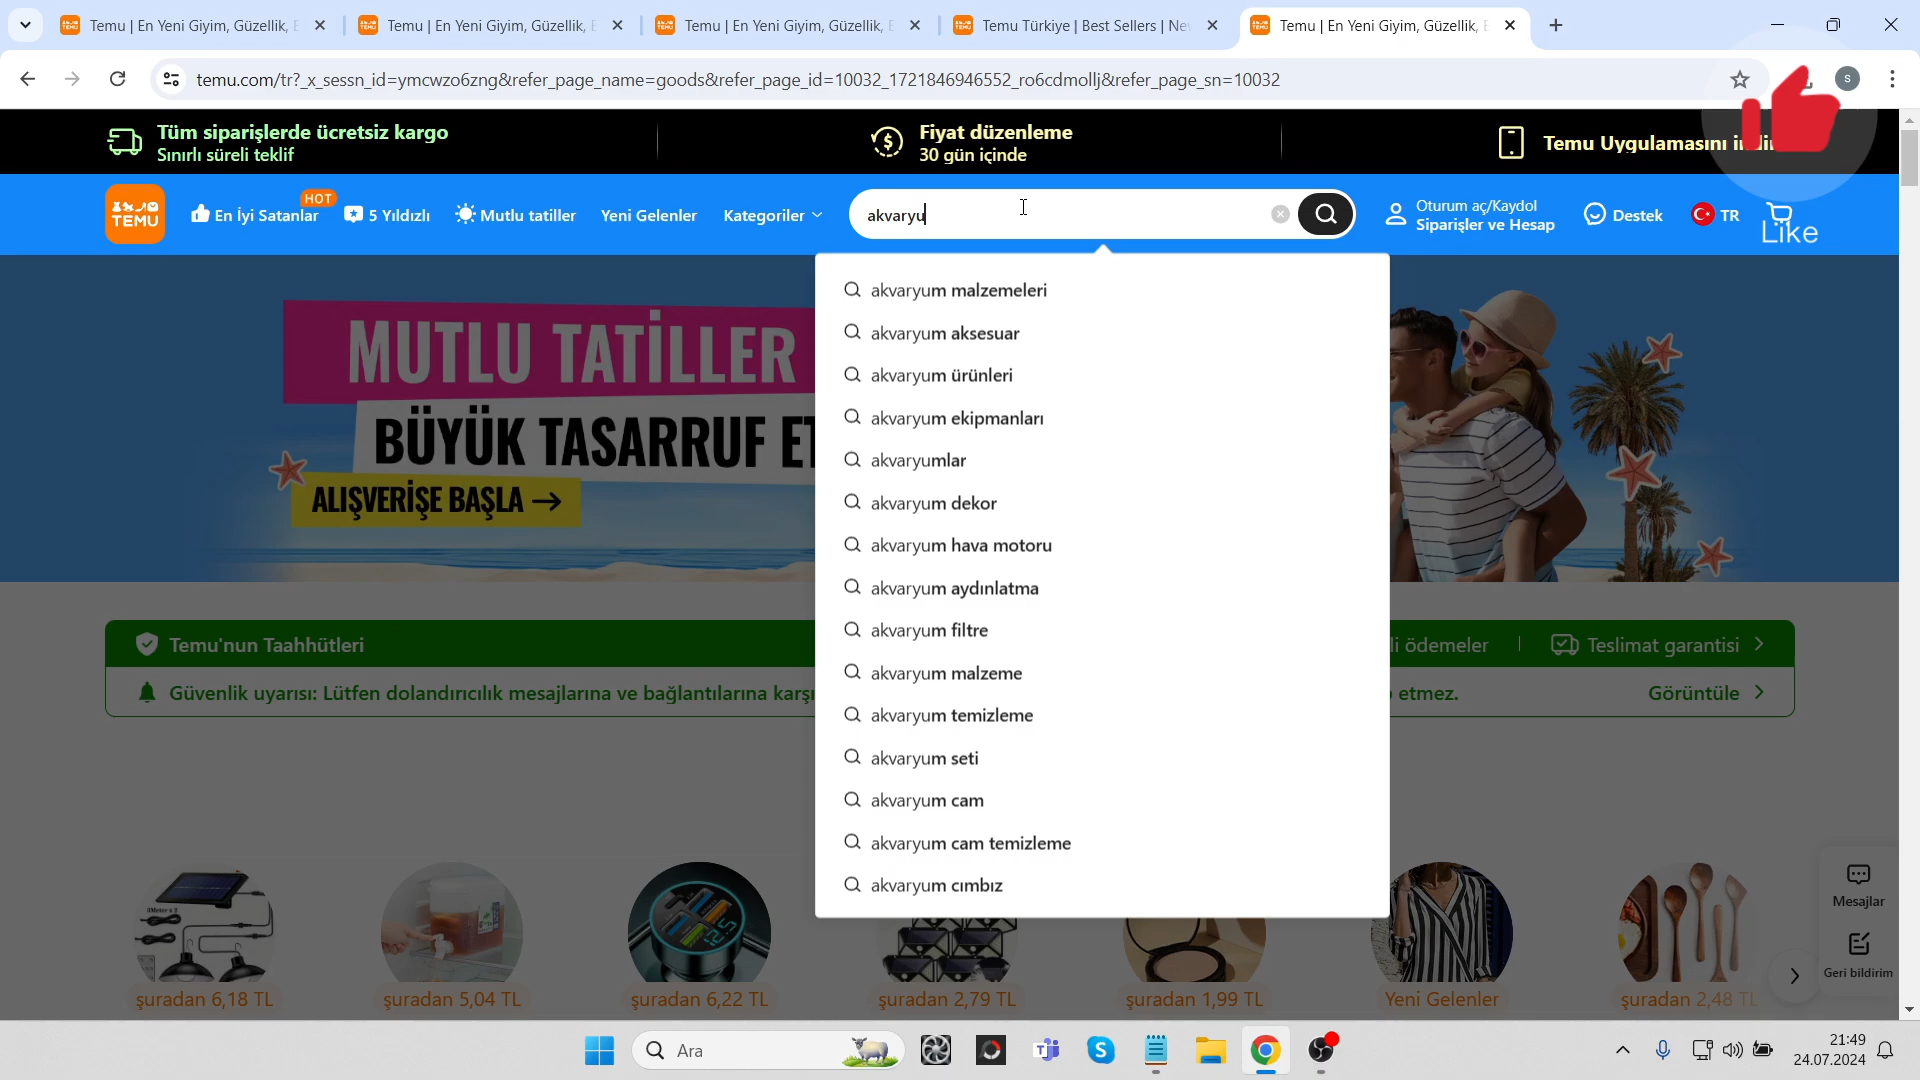 Temu | En Yeni Giyim, Güzellik, E
Temu | En Yeni Giyim, Güzellik, E
Temu | En Yeni Giyim, Güzellik, E
Temu Türkiye | Best Sellers | Ne
Temu | En Yeni Giyim, Güzellik, E
temu.com/tr?_x_sessn_id=ymcwzo6zng&refer_page_name=goods&refer_page_id=10032_1721846946552_ro6cdmollj&refer_page_sn=10032
S
Tüm siparişlerde ücretsiz kargo
Sınırlı süreli teklif
Fiyat düzenleme
30 gün içinde
Temu Uygulamasını indir
TEMU
En İyi Satanlar
HOT
5 Yıldızlı
Mutlu tatiller
Yeni Gelenler
Kategoriler
akvaryu
Oturum aç/Kaydol
Siparişler ve Hesap
Destek
TR
Like
MUTLU TATİLLER
BÜYÜK TASARRUF ET
ALIŞVERİŞE BAŞLA →
akvaryum malzemeleri
akvaryum aksesuar
akvaryum ürünleri
akvaryum ekipmanları
akvaryumlar
akvaryum dekor
akvaryum hava motoru
akvaryum aydınlatma
akvaryum filtre
akvaryum malzeme
akvaryum temizleme
akvaryum seti
akvaryum cam
akvaryum cam temizleme
akvaryum cımbız
Temu'nun Taahhütleri
li ödemeler
Teslimat garantisi
Güvenlik uyarısı: Lütfen dolandırıcılık mesajlarına ve bağlantılarına karşı
etmez.
Görüntüle
şuradan 6,18 TL
şuradan 5,04 TL
şuradan 6,22 TL
şuradan 2,79 TL
şuradan 1,99 TL
Yeni Gelenler
şuradan 2,48 TL
Mesajlar
Geri bildirim
Ara
21:49
24.07.2024